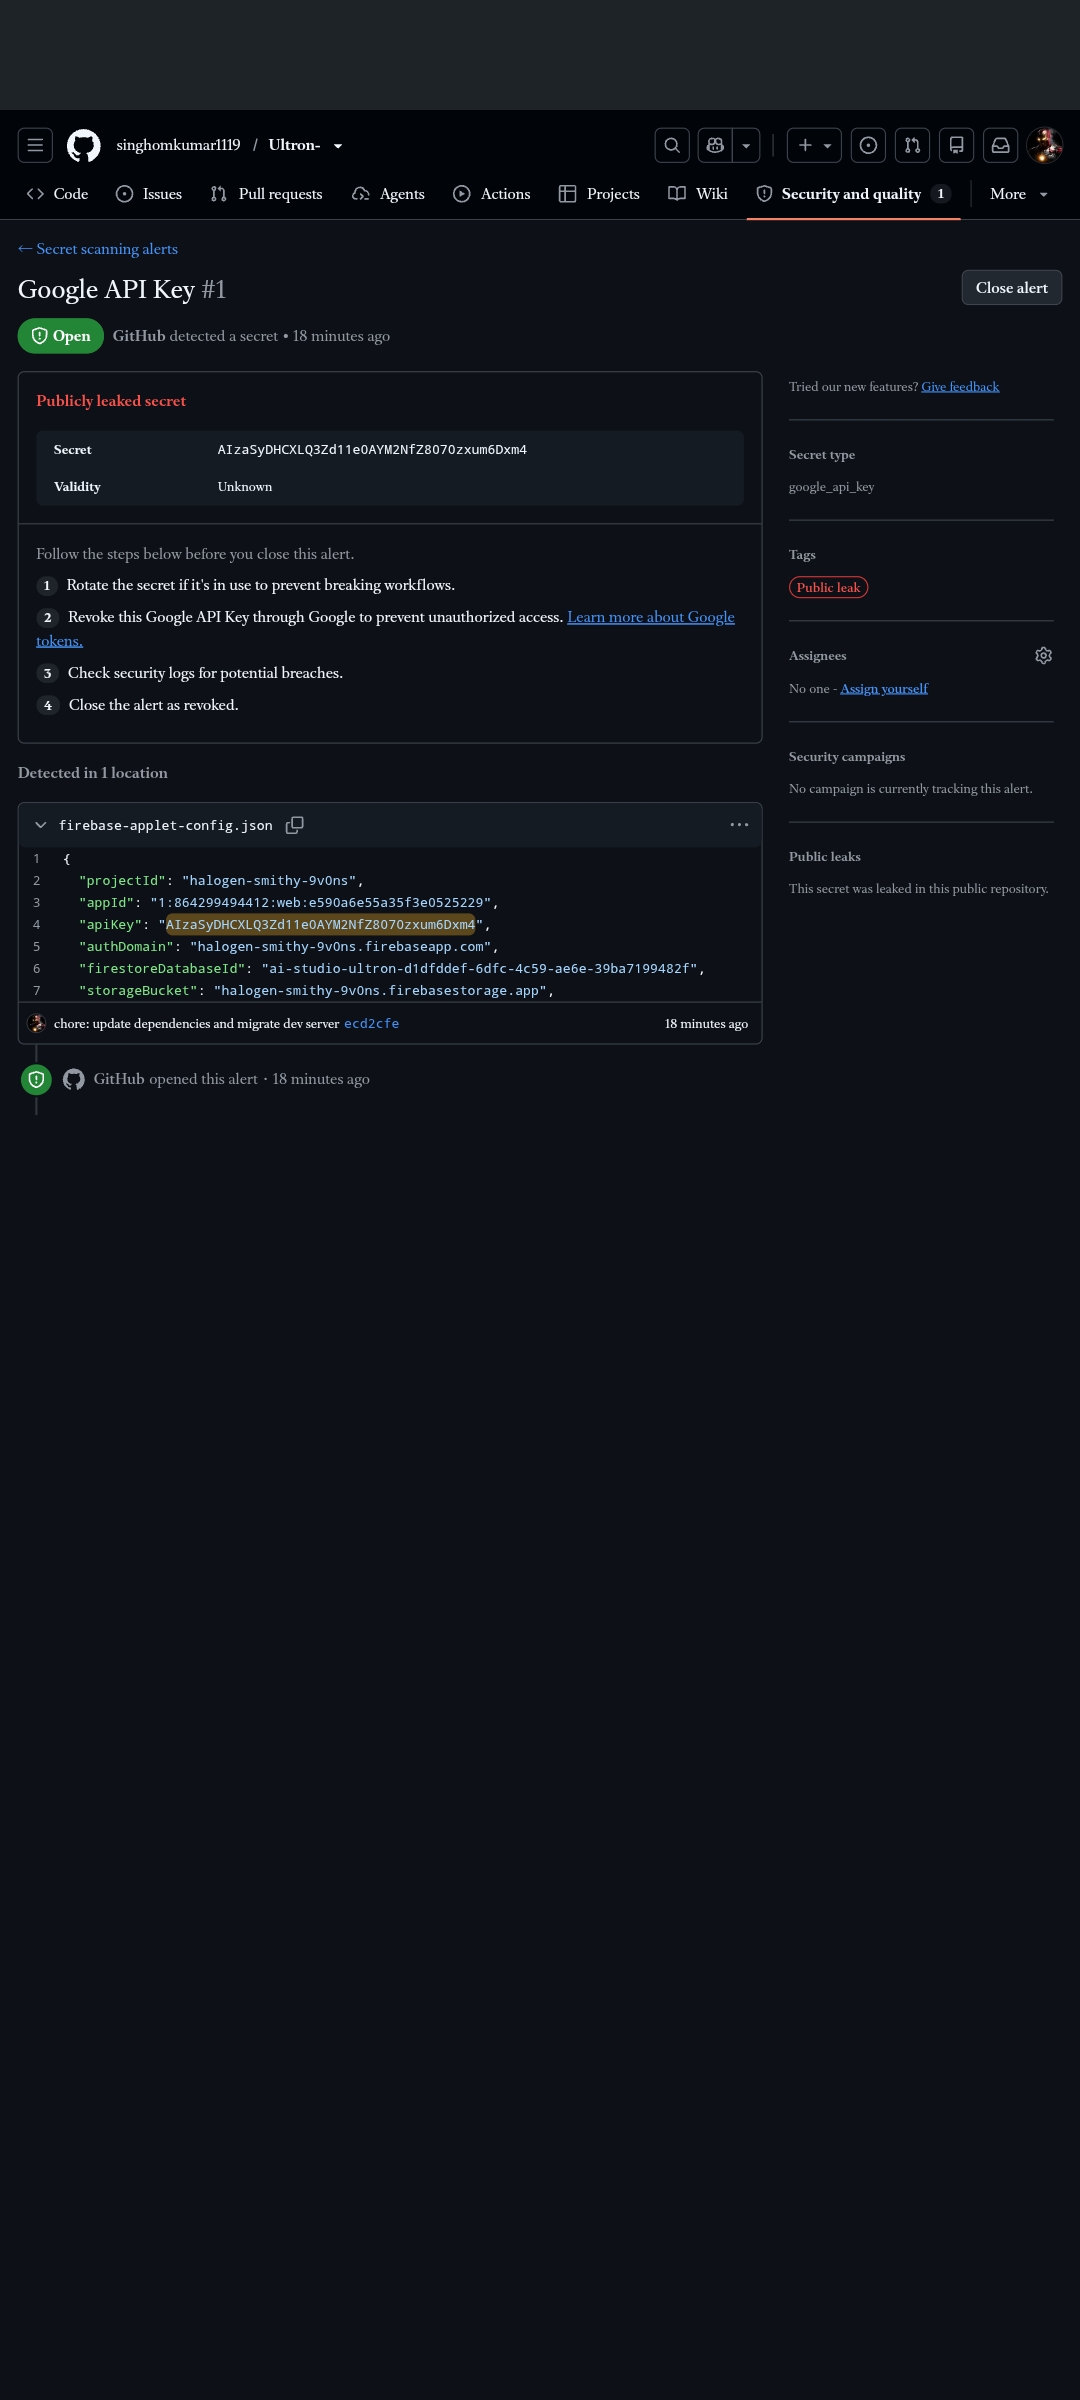 singhomkumar1119 / Ultron-
Code Issues Pull requests Agents Actions Projects Wiki Security and quality 1 More
← Secret scanning alerts
Google API Key #1
Close alert
Open GitHub detected a secret • 18 minutes ago
Publicly leaked secret
Secret AIzaSyDHCXLQ3Zd11e0AYM2NfZ8070zxum6Dxm4
Validity Unknown
Follow the steps below before you close this alert.
1 Rotate the secret if it's in use to prevent breaking workflows.
2 Revoke this Google API Key through Google to prevent unauthorized access. Learn more about Google
tokens.
3 Check security logs for potential breaches.
4 Close the alert as revoked.
Detected in 1 location
firebase-applet-config.json
1 {
2 "projectId": "halogen-smithy-9v0ns",
3 "appId": "1:864299494412:web:e590a6e55a35f3e0525229",
4 "apiKey": "AIzaSyDHCXLQ3Zd11e0AYM2NfZ8070zxum6Dxm4",
5 "authDomain": "halogen-smithy-9v0ns.firebaseapp.com",
6 "firestoreDatabaseId": "ai-studio-ultron-d1dfddef-6dfc-4c59-ae6e-39ba7199482f",
7 "storageBucket": "halogen-smithy-9v0ns.firebasestorage.app",
chore: update dependencies and migrate dev server ecd2cfe 18 minutes ago
GitHub opened this alert · 18 minutes ago
Tried our new features? Give feedback
Secret type
google_api_key
Tags
Public leak
Assignees
No one - Assign yourself
Security campaigns
No campaign is currently tracking this alert.
Public leaks
This secret was leaked in this public repository.